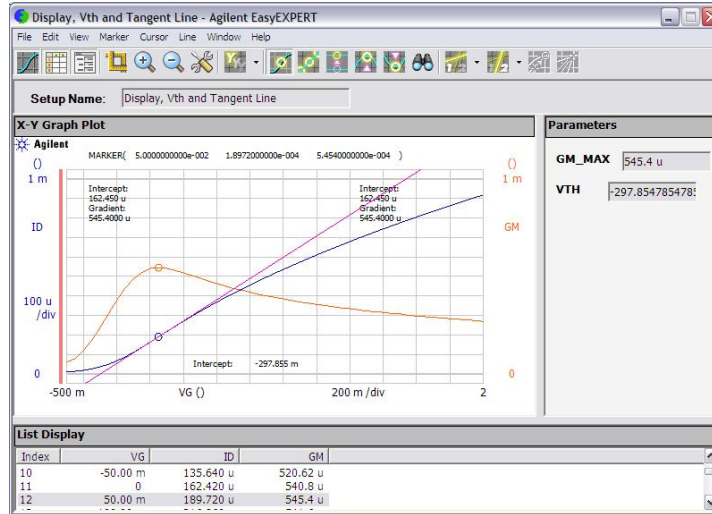 Display, Vth and Tangent Line - Agilent EasyEXPERT
File Edit View Marker Cursor Line Window Help
Setup Name: Display, Vth and Tangent Line
X-Y Graph Plot
Parameters
Agilent
MARKER( 5.0000000000e-002 1.8972000000e-004 5.4540000000e-004 )
GM_MAX 545.4 u
VTH -297.8547854785
() ()
1 m 1 m
Intercept: Intercept:
162.450 u 162.450 u
Gradient: Gradient:
545.4000 u 545.4000 u
ID GM
100 u
/div
Intercept: -297.855 m
0 0
-500 m VG () 200 m /div 2
List Display
Index VG ID GM
10 -50.00 m 135.640 u 520.62 u
11 0 162.420 u 540.8 u
12 50.00 m 189.720 u 545.4 u